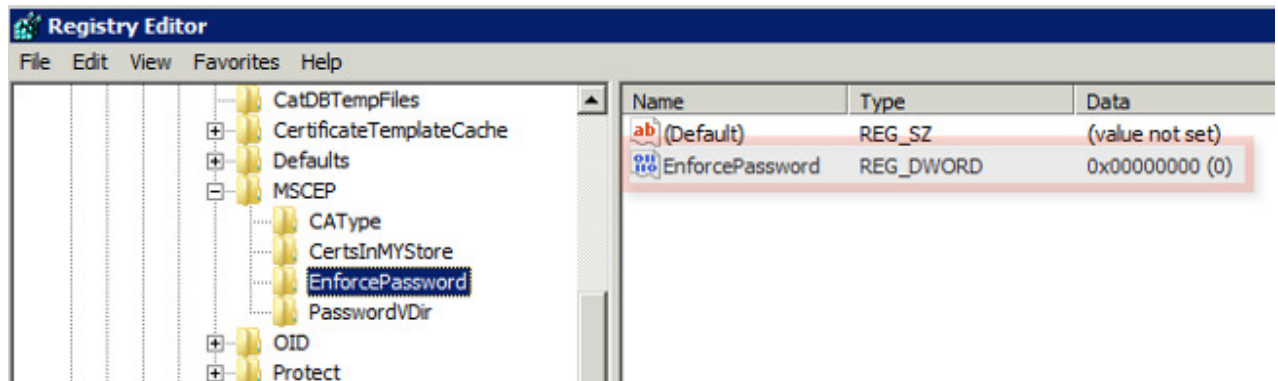 Registry Editor
File Edit View Favorites Help
CatDBTempFiles
CertificateTemplateCache
Defaults
MSCEP
CAType
CertsInMYStore
EnforcePassword
PasswordVDir
OID
Protect
Name Type Data
ab (Default) REG_SZ (value not set)
EnforcePassword REG_DWORD 0x00000000 (0)